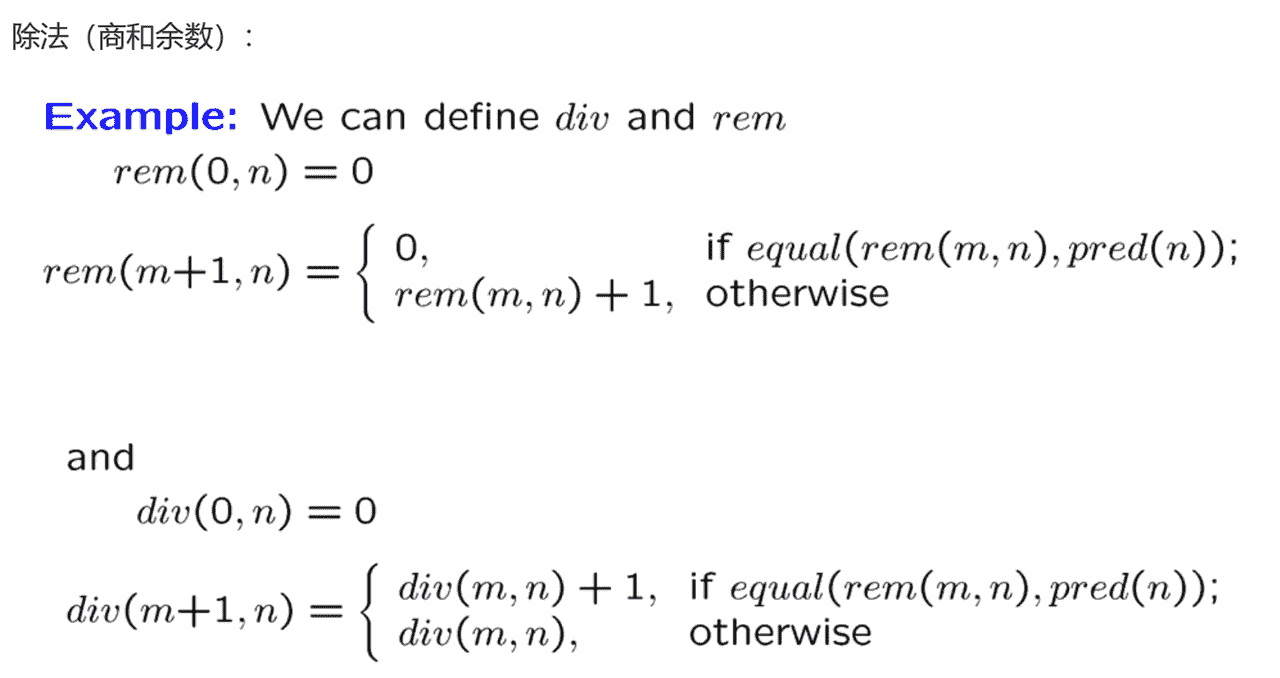 除法（商和余数）：
Example: We can define div and rem
rem(0, n) = 0
rem(m+1, n) = { 0, if equal(rem(m, n), pred(n));
rem(m, n) + 1, otherwise
and
div(0, n) = 0
div(m+1, n) = { div(m, n) + 1, if equal(rem(m, n), pred(n));
div(m, n), otherwise